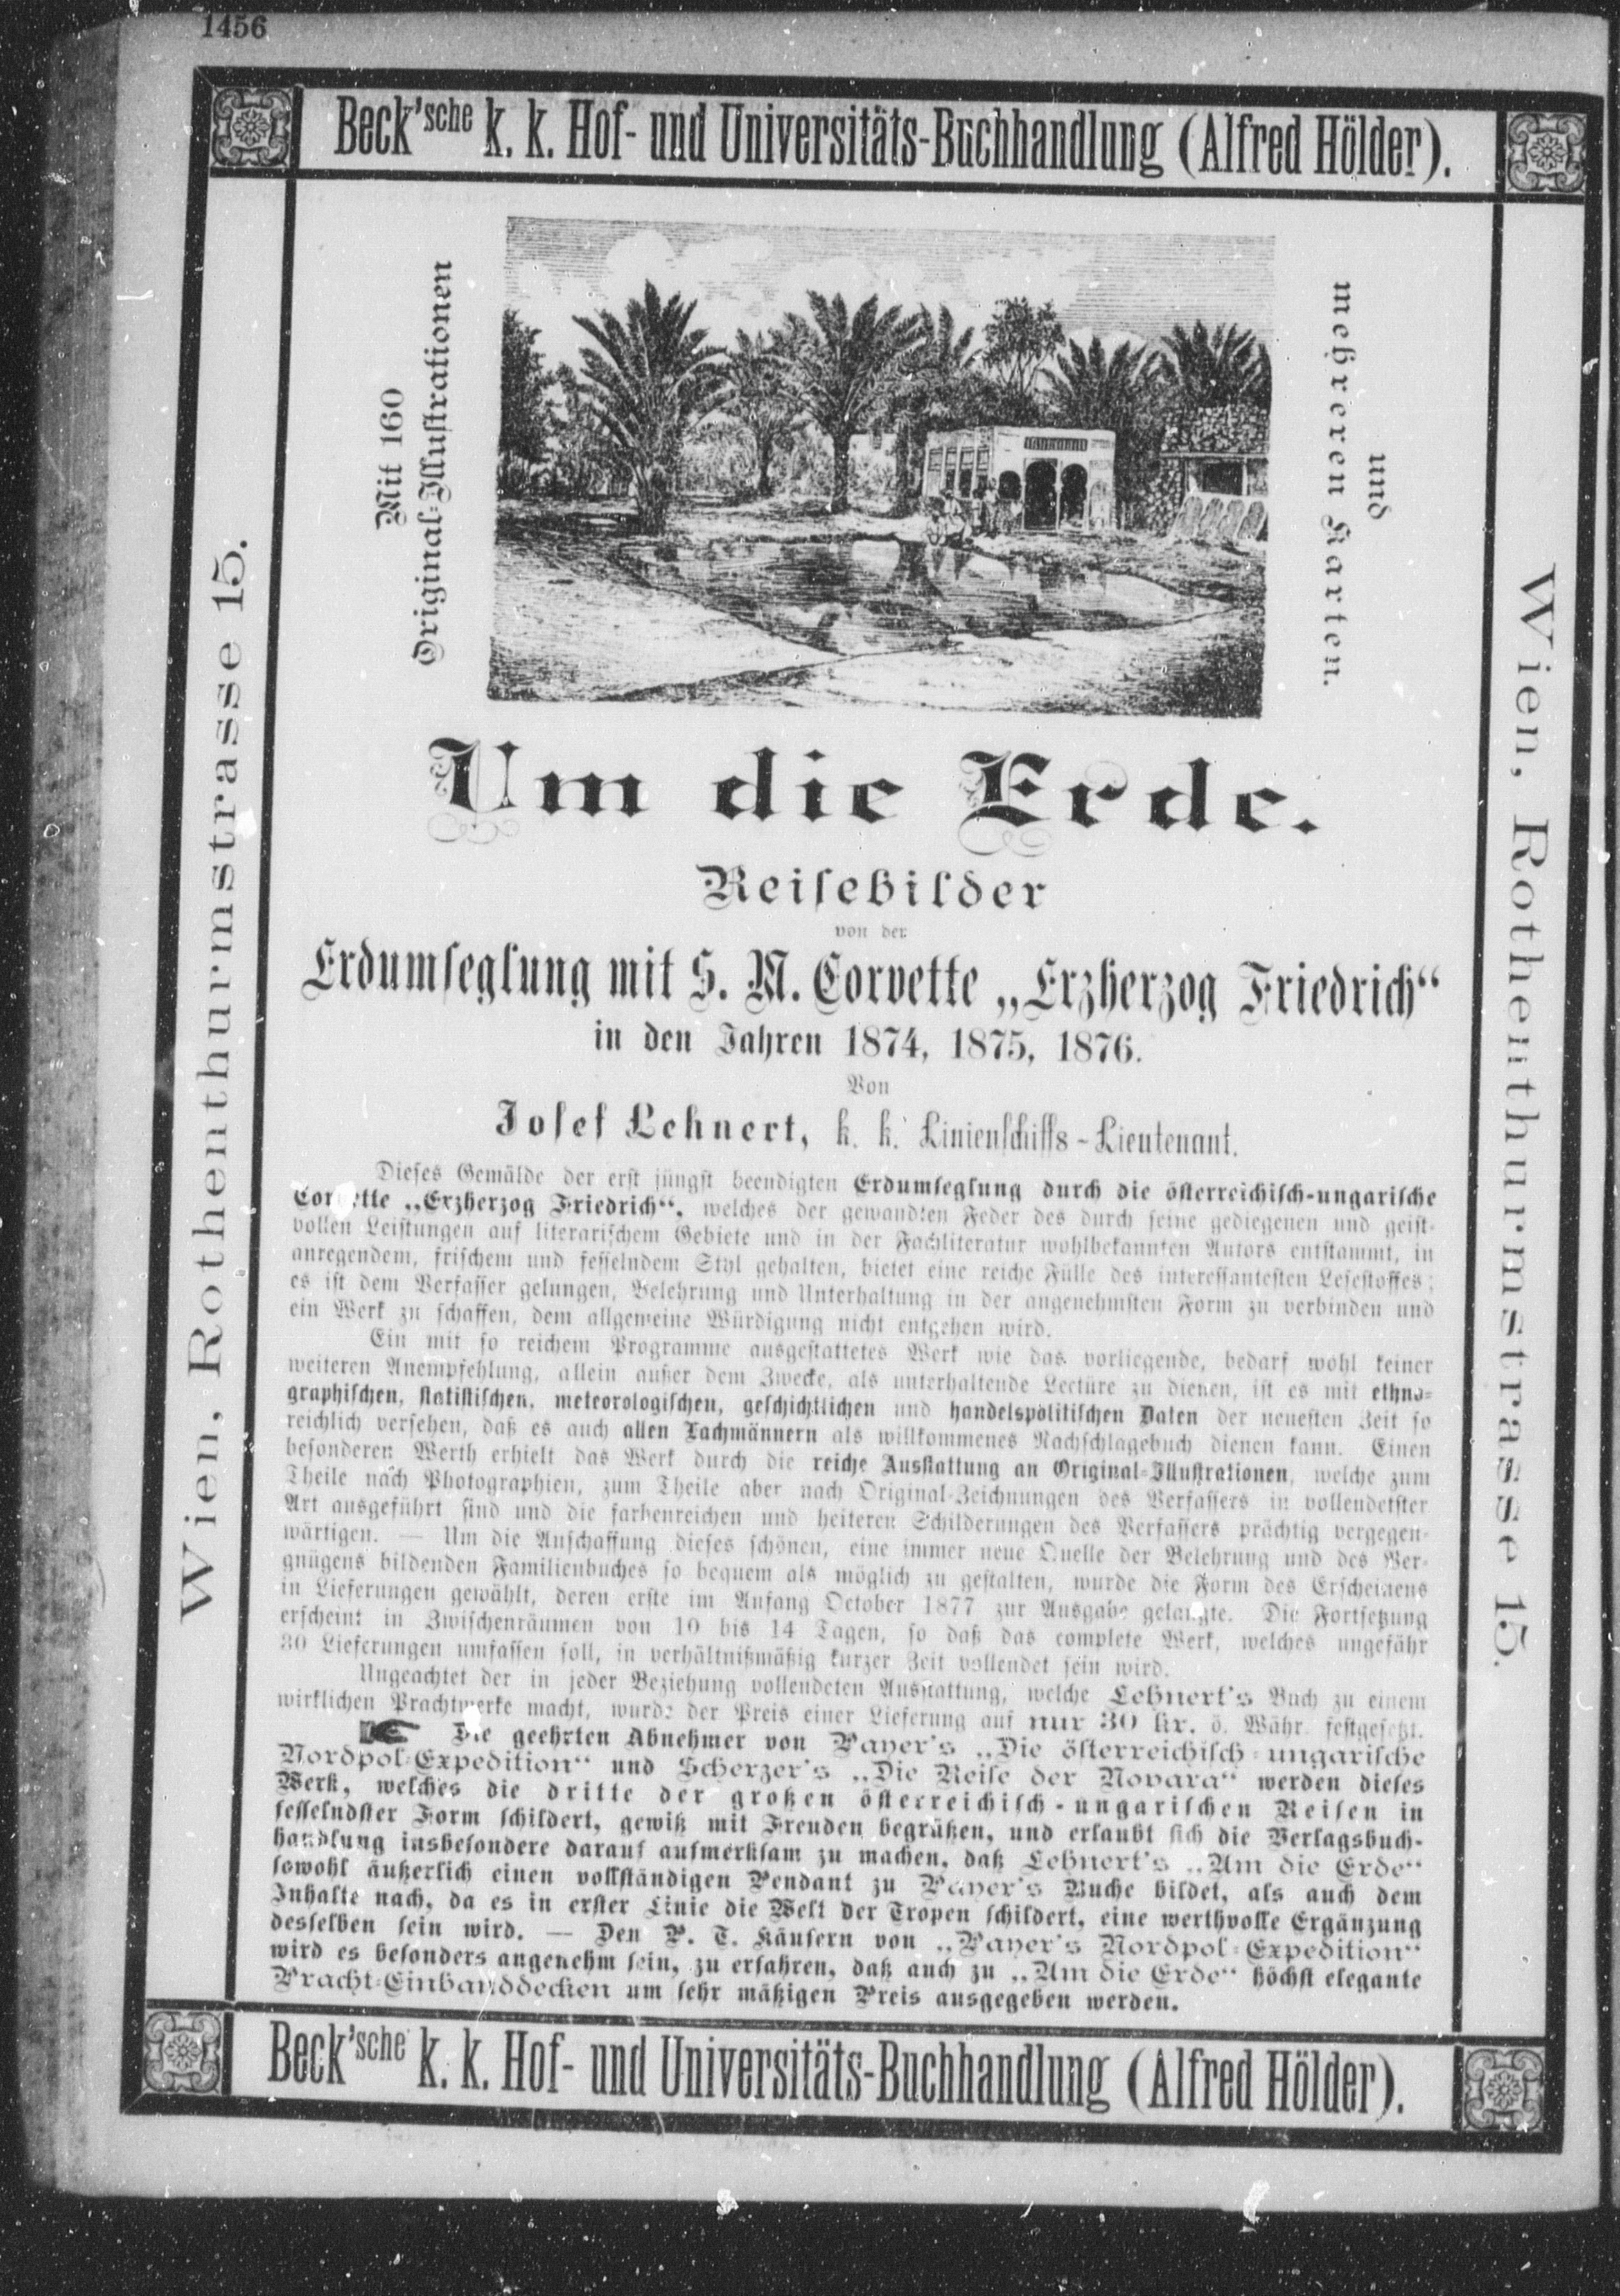 1456
Beck'sche k. k. Hof- und Universitäts-Buchhandlung (Alfred Hölder).
Wien, Rothenthurmstrasse 15.
Mit 160
Original-Illustrationen
und
mehreren Karten.
Wien, Rothenthurmstrasse 15.
Um die Erde.
Reisebilder
von der
Erdumseglung mit S. M. Corvette „Erzherzog Friedrich“
in den Jahren 1874, 1875, 1876.
Von
Josef Lehnert, k. k. Linienschiffs-Lieutenant.
Dieses Gemälde der erst jüngst beendigten Erdumseglung durch die österreichisch-ungarische
Corvette „Erzherzog Friedrich“, welches der gewandten Feder des durch seine gediegenen und geist-
vollen Leistungen auf literarischem Gebiete und in der Fachliteratur wohlbekannten Autors entstammt, in
anregendem, frischem und fesselndem Styl gehalten, bietet eine reiche Fülle des interessantesten Lesestoffes;
es ist dem Verfasser gelungen, Belehrung und Unterhaltung in der angenehmsten Form zu verbinden und
ein Werk zu schaffen, dem allgemeine Würdigung nicht entgehen wird.
Ein mit so reichem Programme ausgestattetes Werk wie das vorliegende, bedarf wohl keiner
weiteren Anempfehlung, allein außer dem Zwecke, als unterhaltende Lectüre zu dienen, ist es mit ethno-
graphischen, statistischen, meteorologischen, geschichtlichen und handelspolitischen Daten der neuesten Zeit so
reichlich versehen, daß es auch allen Fachmännern als willkommenes Nachschlagebuch dienen kann. Einen
besonderen Werth erhielt das Werk durch die reiche Ausstattung an Original-Illustrationen, welche zum
Theile nach Photographien, zum Theile aber nach Original-Zeichnungen des Verfassers in vollendetster
Art ausgeführt sind und die farbenreichen und heiteren Schilderungen des Verfassers prächtig vergegen-
wärtigen. — Um die Anschaffung dieses schönen, eine immer neue Quelle der Belehrung und des Ver-
gnügens bildenden Familienbuches so bequem als möglich zu gestalten, wurde die Form des Erscheinens
in Lieferungen gewählt, deren erste im Anfang October 1877 zur Ausgabe gelangte. Die Fortsetzung
erscheint in Zwischenräumen von 10 bis 14 Tagen, so daß das complete Werk, welches ungefähr
30 Lieferungen umfassen soll, in verhältnißmäßig kurzer Zeit vollendet sein wird.
Ungeachtet der in jeder Beziehung vollendeten Ausstattung, welche Lehnert's Buch zu einem
wirklichen Prachtwerke macht, wurde der Preis einer Lieferung auf nur 30 kr. ö. Währ. festgesetzt.
Die geehrten Abnehmer von Payer's „Die österreichisch-ungarische
Nordpol-Expedition“ und Scherzer's „Die Reise der Novara“ werden dieses
Werk, welches die dritte der großen österreichisch-ungarischen Reisen in
fesselndster Form schildert, gewiß mit Freuden begrüßen, und erlaubt sich die Verlagsbuch-
handlung insbesondere darauf aufmerksam zu machen, daß Lehnert's „Um die Erde“
sowohl äußerlich einen vollständigen Pendant zu Payer's Buche bildet, als auch dem
Inhalte nach, da es in erster Linie die Welt der Tropen schildert, eine werthvolle Ergänzung
desselben sein wird. — Den P. T. Käufern von „Payer's Nordpol-Expedition“
wird es besonders angenehm sein, zu erfahren, daß auch zu „Um die Erde“ höchst elegante
Pracht-Einbanddecken um sehr mäßigen Preis ausgegeben werden.
Beck'sche k. k. Hof- und Universitäts-Buchhandlung (Alfred Hölder).